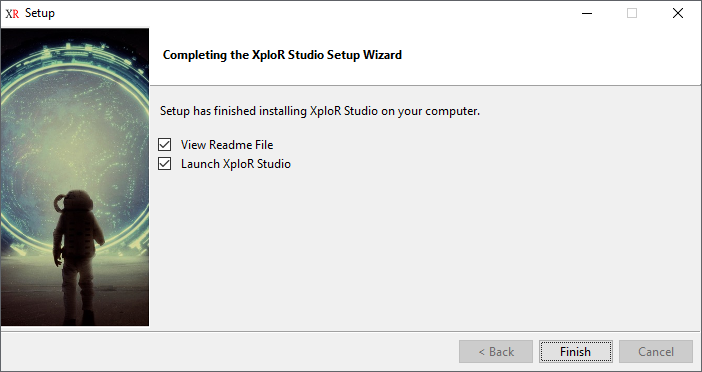 XR Setup
Completing the XploR Studio Setup Wizard
Setup has finished installing XploR Studio on your computer.
View Readme File
Launch XploR Studio
< Back Finish Cancel